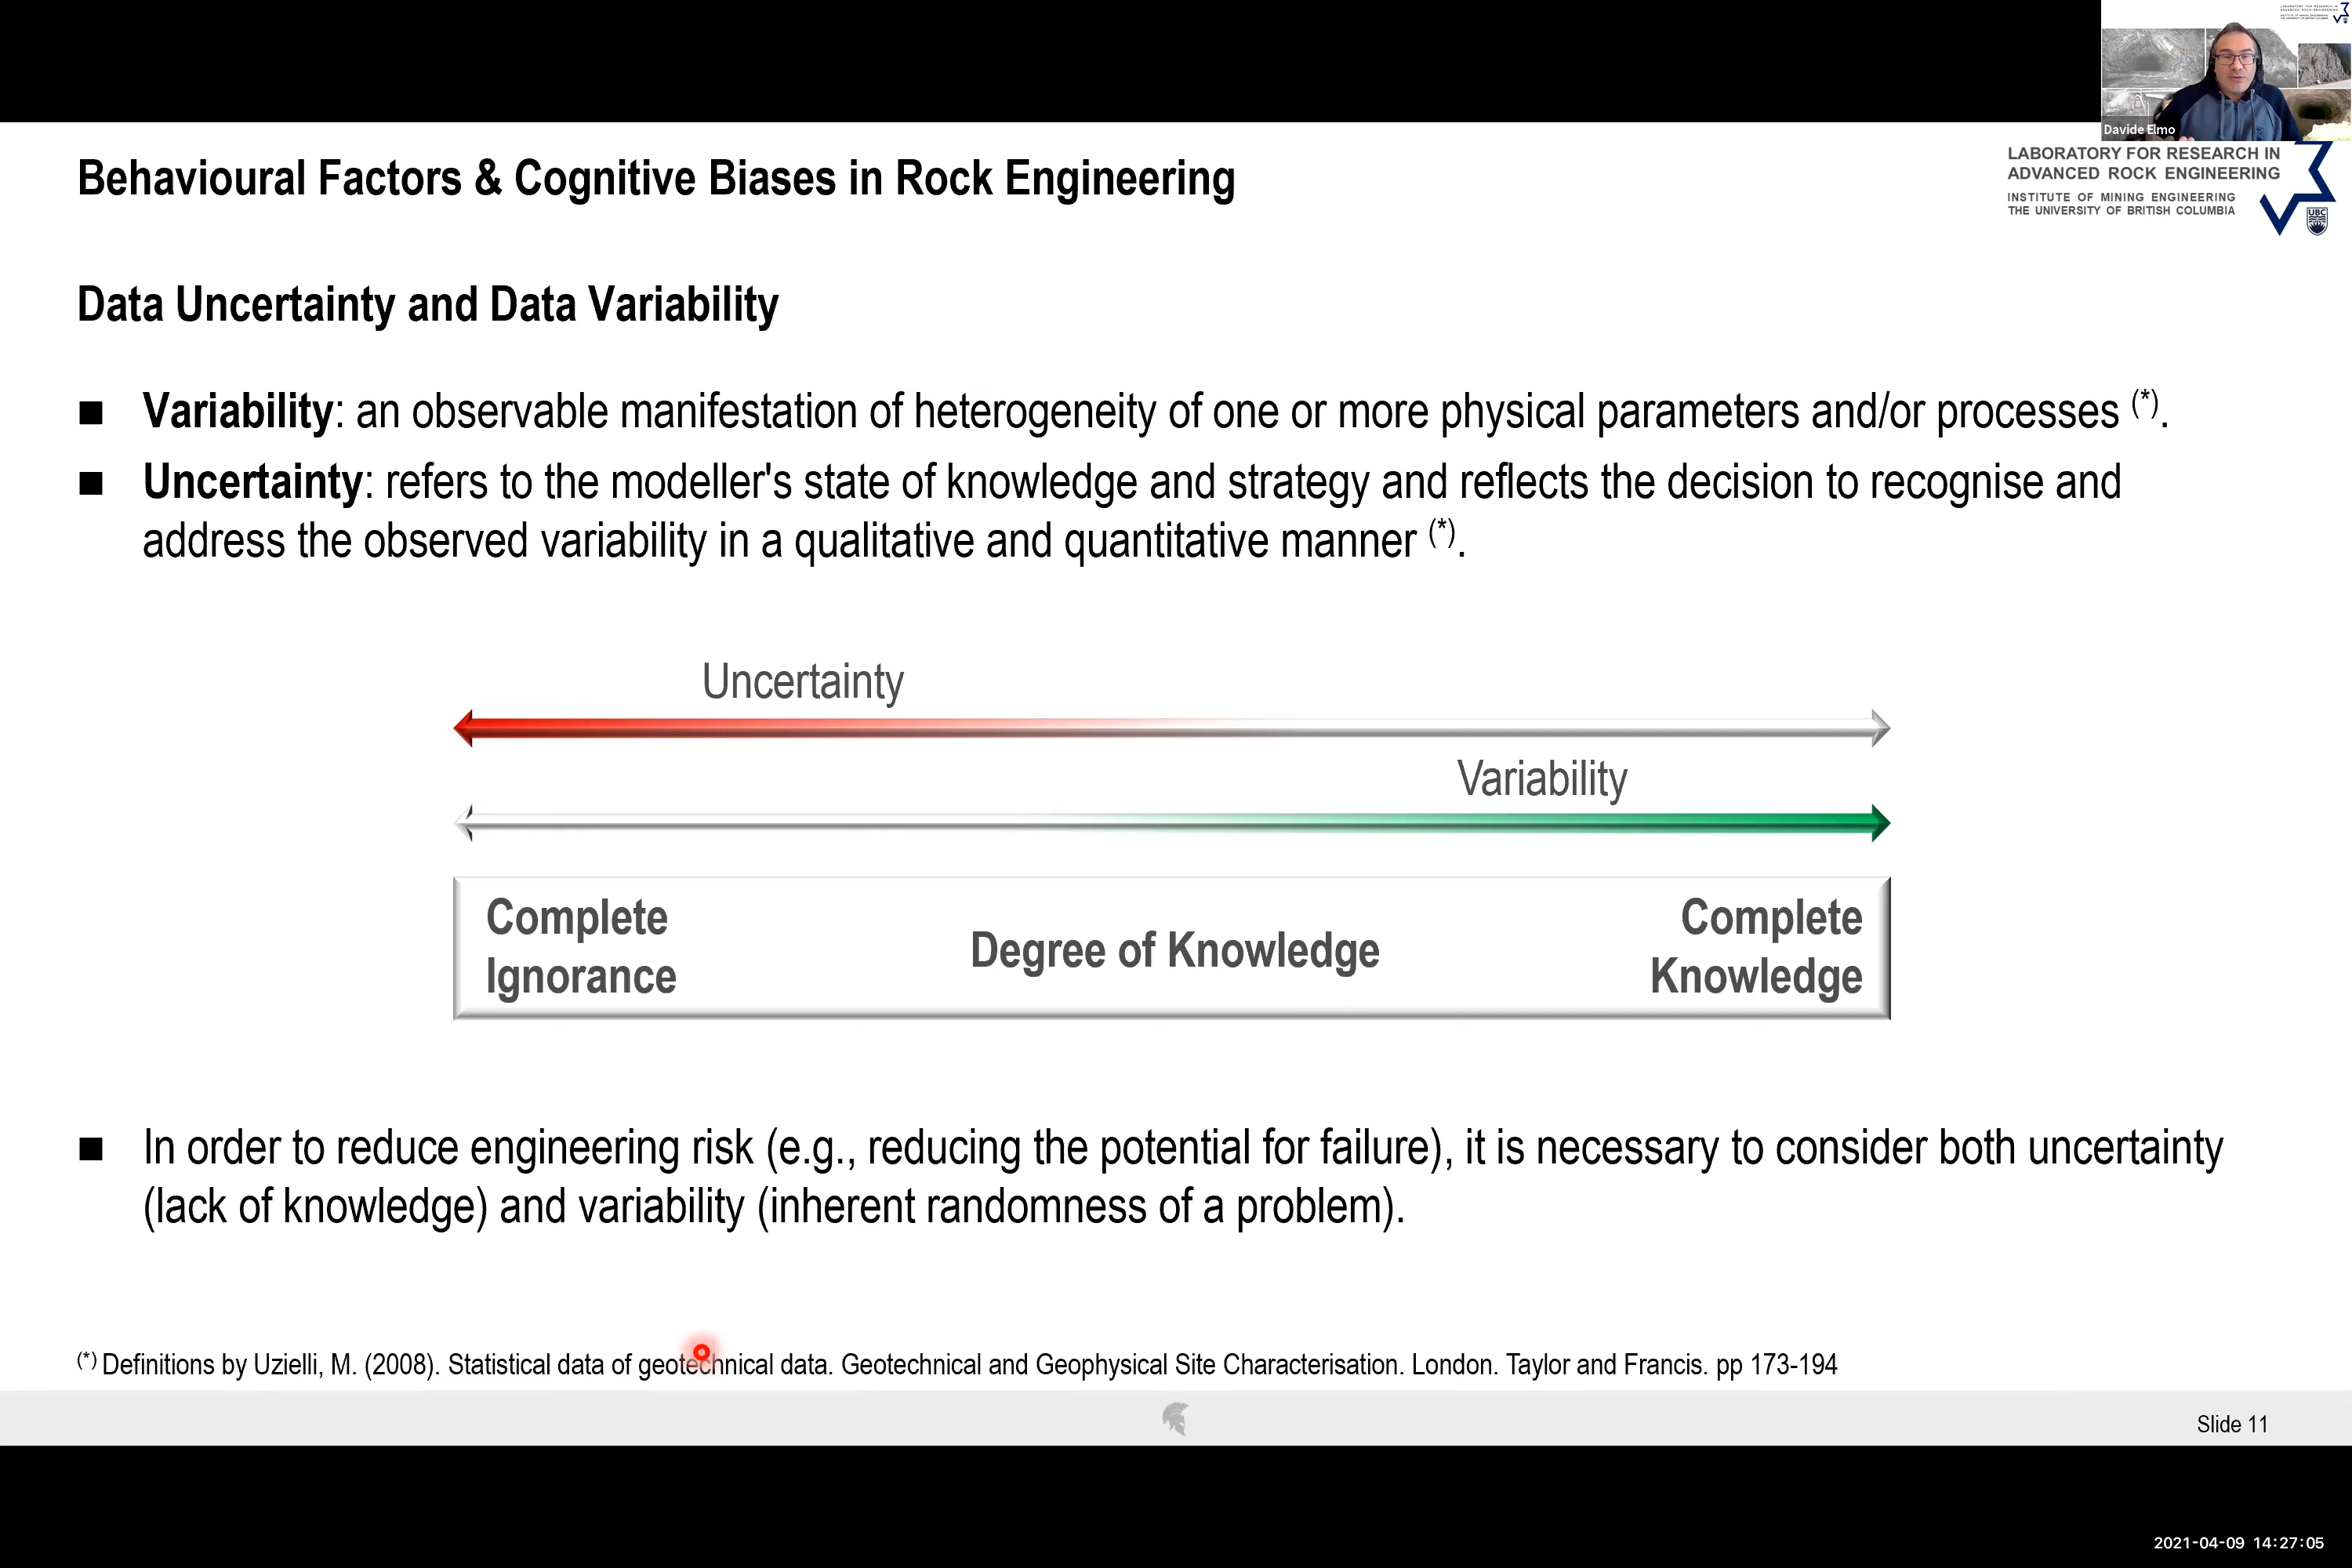 Davide Elmo
LABORATORY FOR RESEARCH IN
ADVANCED ROCK ENGINEERING
INSTITUTE OF MINING ENGINEERING
THE UNIVERSITY OF BRITISH COLUMBIA
UBC
Behavioural Factors & Cognitive Biases in Rock Engineering
Data Uncertainty and Data Variability
■ Variability: an observable manifestation of heterogeneity of one or more physical parameters and/or processes (*).
■ Uncertainty: refers to the modeller's state of knowledge and strategy and reflects the decision to recognise and
address the observed variability in a qualitative and quantitative manner (*).
Uncertainty
Variability
Complete
Ignorance
Degree of Knowledge
Complete
Knowledge
■ In order to reduce engineering risk (e.g., reducing the potential for failure), it is necessary to consider both uncertainty
(lack of knowledge) and variability (inherent randomness of a problem).
(*) Definitions by Uzielli, M. (2008). Statistical data of geotechnical data. Geotechnical and Geophysical Site Characterisation. London. Taylor and Francis. pp 173-194
Slide 11
2021-04-09 14:27:05